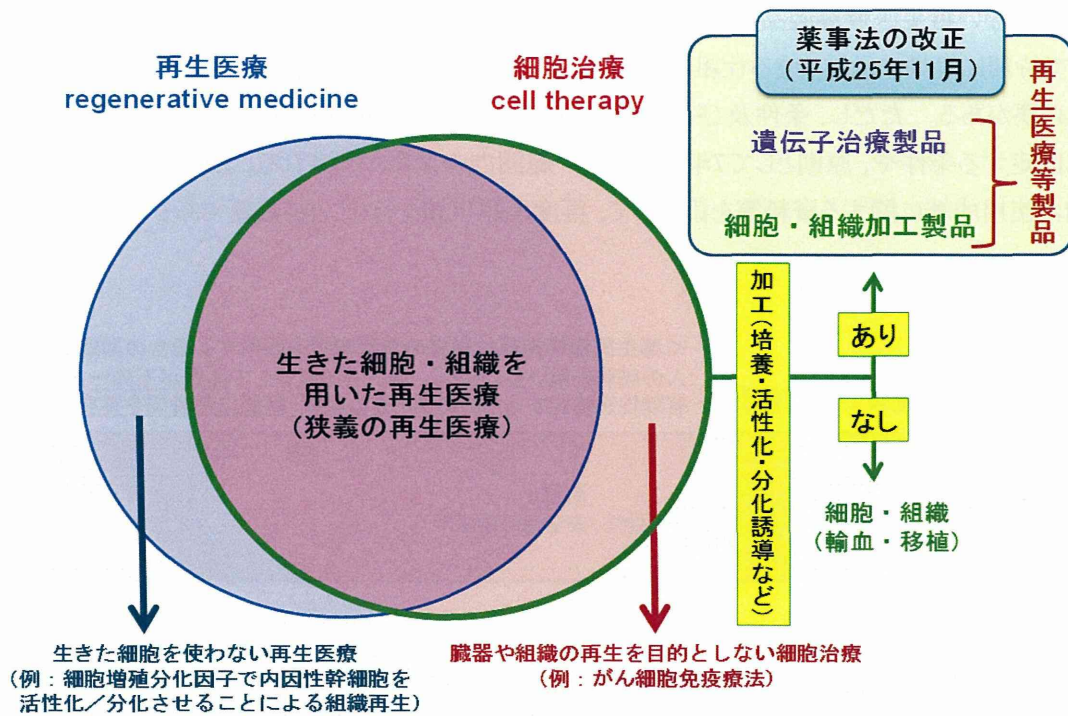 再生医療
regenerative medicine
細胞治療
cell therapy
薬事法の改正
（平成25年11月）
遺伝子治療製品
細胞・組織加工製品
再生医療等製品
生きた細胞・組織を
用いた再生医療
（狭義の再生医療）
加工（培養・活性化・分化誘導など）
あり
なし
細胞・組織
（輸血・移植）
生きた細胞を使わない再生医療
（例：細胞増殖分化因子で内因性幹細胞を
活性化／分化させることによる組織再生）
臓器や組織の再生を目的としない細胞治療
（例：がん細胞免疫療法）